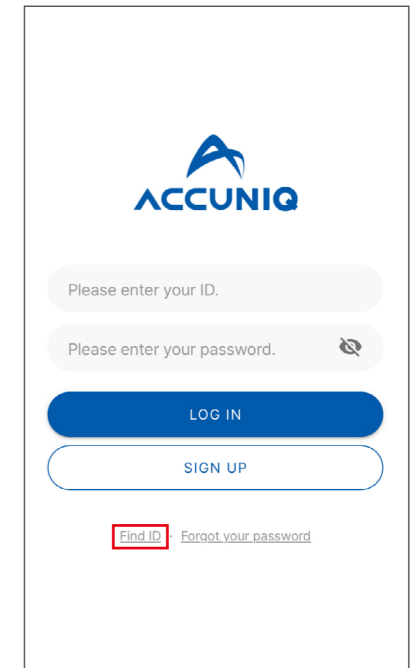 ACCUNIQ
Please enter your ID.
Please enter your password.
LOG IN
SIGN UP
Find ID · Forgot your password